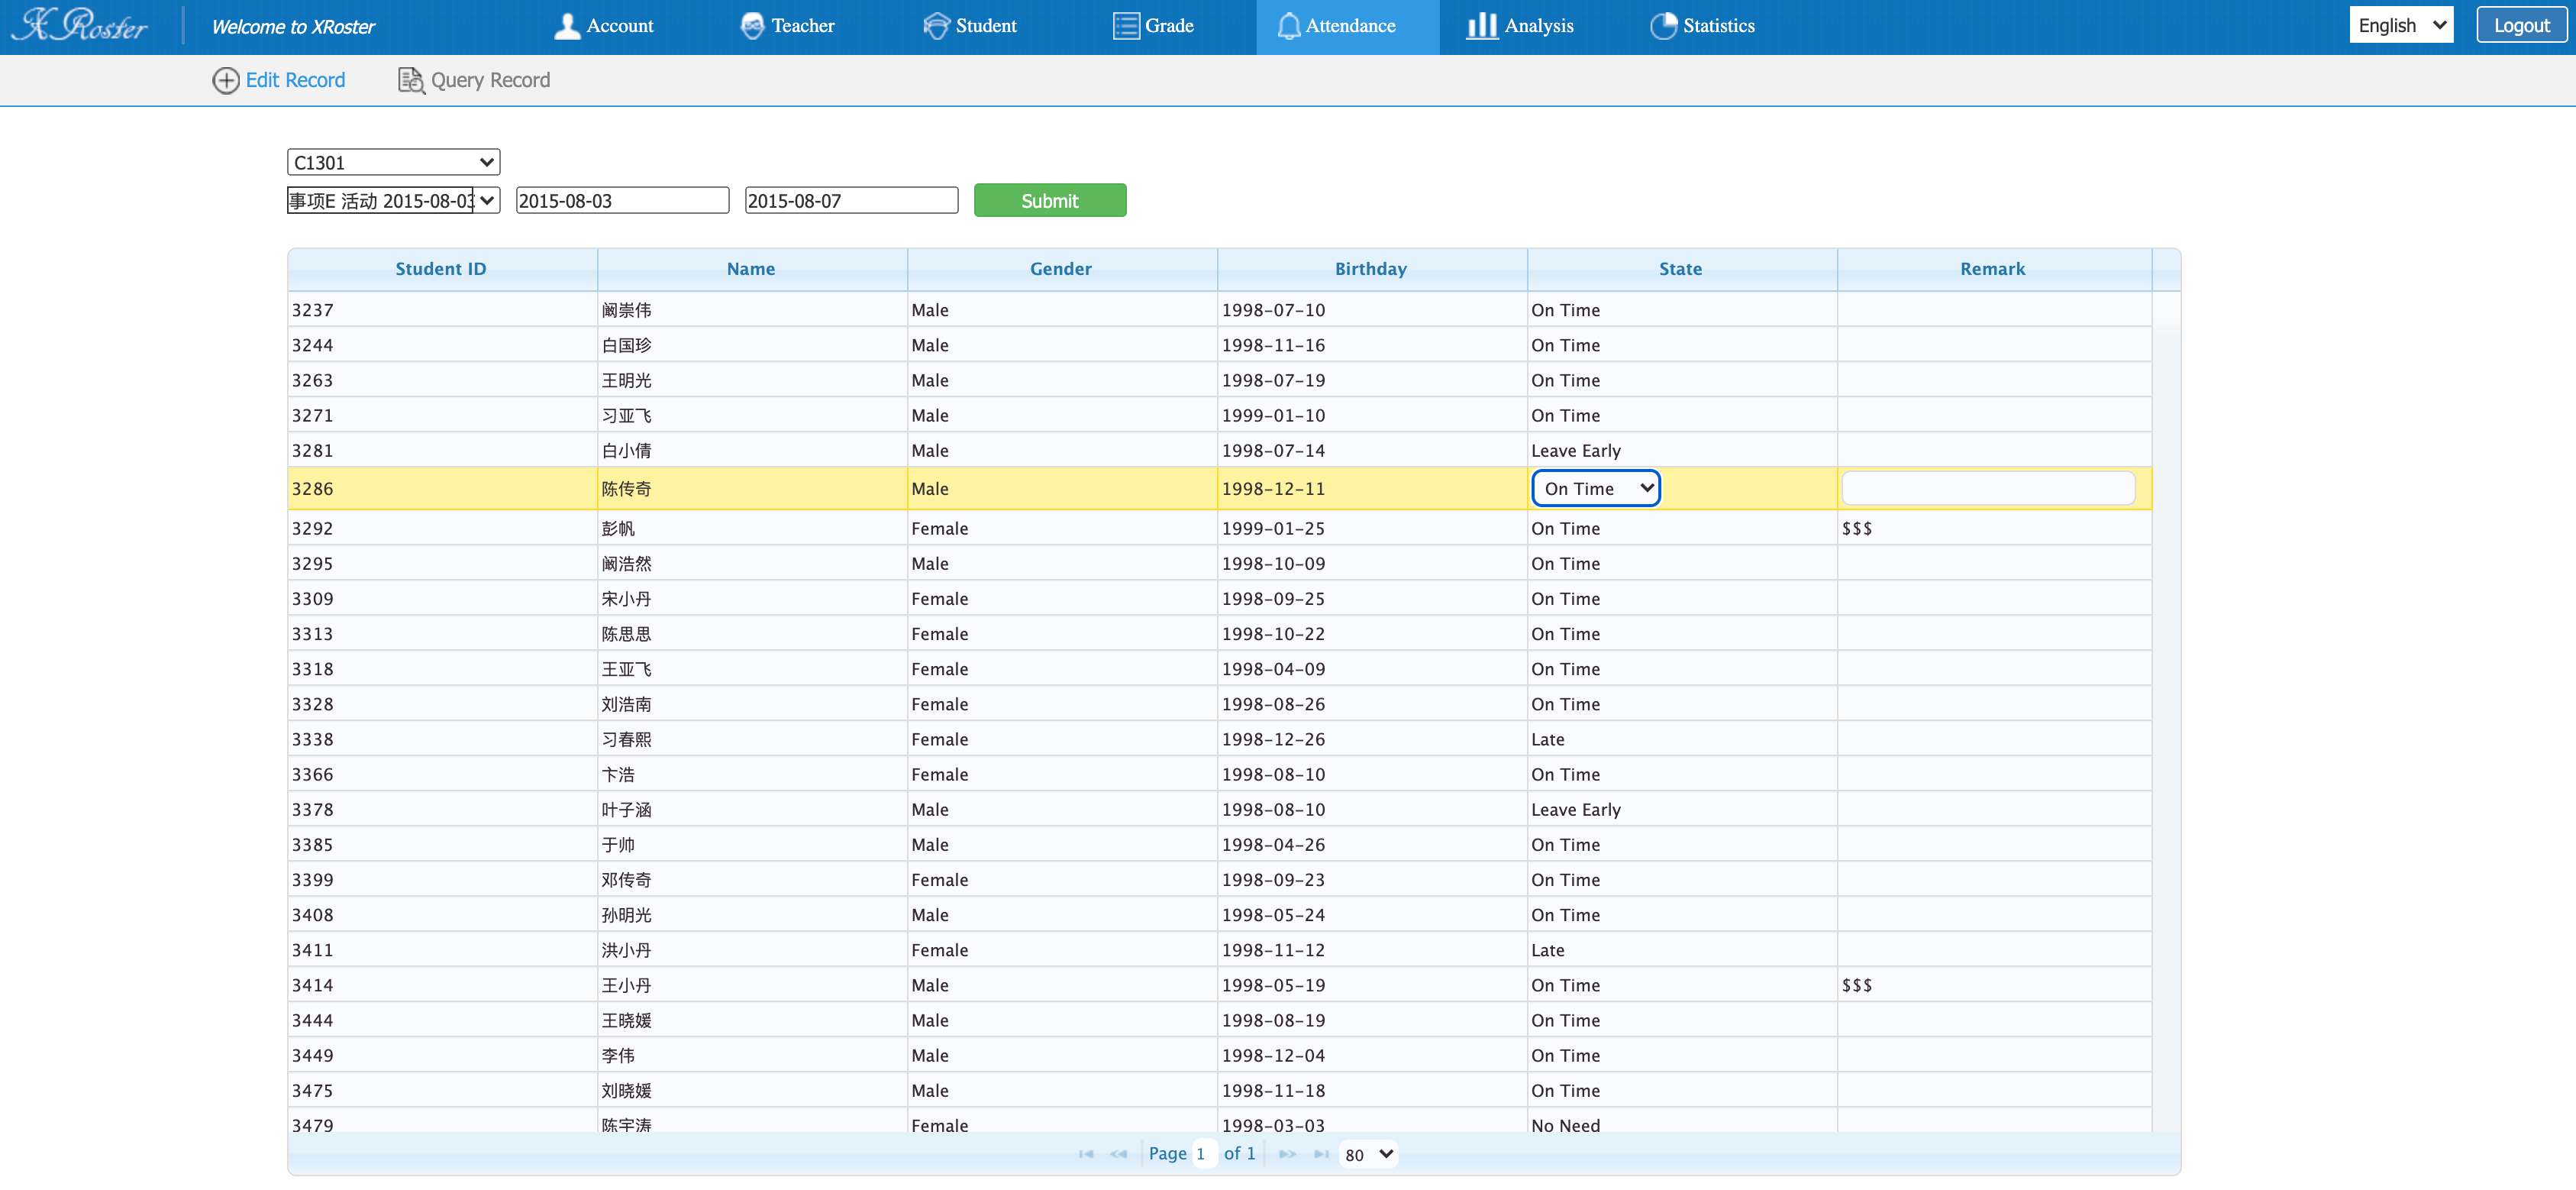 XRoster Welcome to XRoster Account Teacher Student Grade Attendance Analysis Statistics English Logout
Edit Record Query Record
C1301
事项E 活动 2015-08-03 2015-08-03 2015-08-07 Submit
Student ID Name Gender Birthday State Remark
3237 阚崇伟 Male 1998-07-10 On Time
3244 白国珍 Male 1998-11-16 On Time
3263 王明光 Male 1998-07-19 On Time
3271 习亚飞 Male 1999-01-10 On Time
3281 白小倩 Male 1998-07-14 Leave Early
3286 陈传奇 Male 1998-12-11 On Time
3292 彭帆 Female 1999-01-25 On Time $$$
3295 阚浩然 Male 1998-10-09 On Time
3309 宋小丹 Female 1998-09-25 On Time
3313 陈思思 Female 1998-10-22 On Time
3318 王亚飞 Female 1998-04-09 On Time
3328 刘浩南 Female 1998-08-26 On Time
3338 习春熙 Female 1998-12-26 Late
3366 卞浩 Female 1998-08-10 On Time
3378 叶子涵 Male 1998-08-10 Leave Early
3385 于帅 Male 1998-04-26 On Time
3399 邓传奇 Female 1998-09-23 On Time
3408 孙明光 Male 1998-05-24 On Time
3411 洪小丹 Female 1998-11-12 Late
3414 王小丹 Male 1998-05-19 On Time $$$
3444 王晓媛 Male 1998-08-19 On Time
3449 李伟 Male 1998-12-04 On Time
3475 刘晓媛 Male 1998-11-18 On Time
3479 陈宇涛 Female 1998-03-03 No Need
Page 1 of 1 80